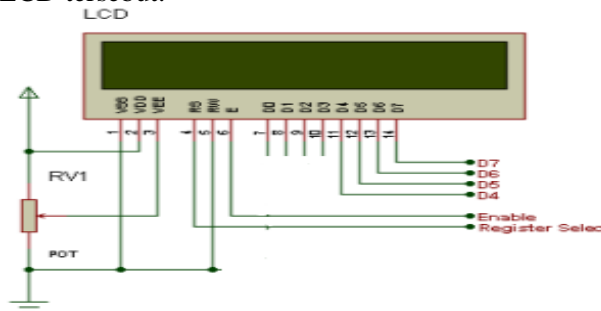 LCD
VSS VDD VEE RS RW E D0 D1 D2 D3 D4 D5 D6 D7
1 2 3 4 5 6 7 8 9 10 11 12 13 14
D7
RV1
D6
D5
D4
Enable
Register Selec
POT